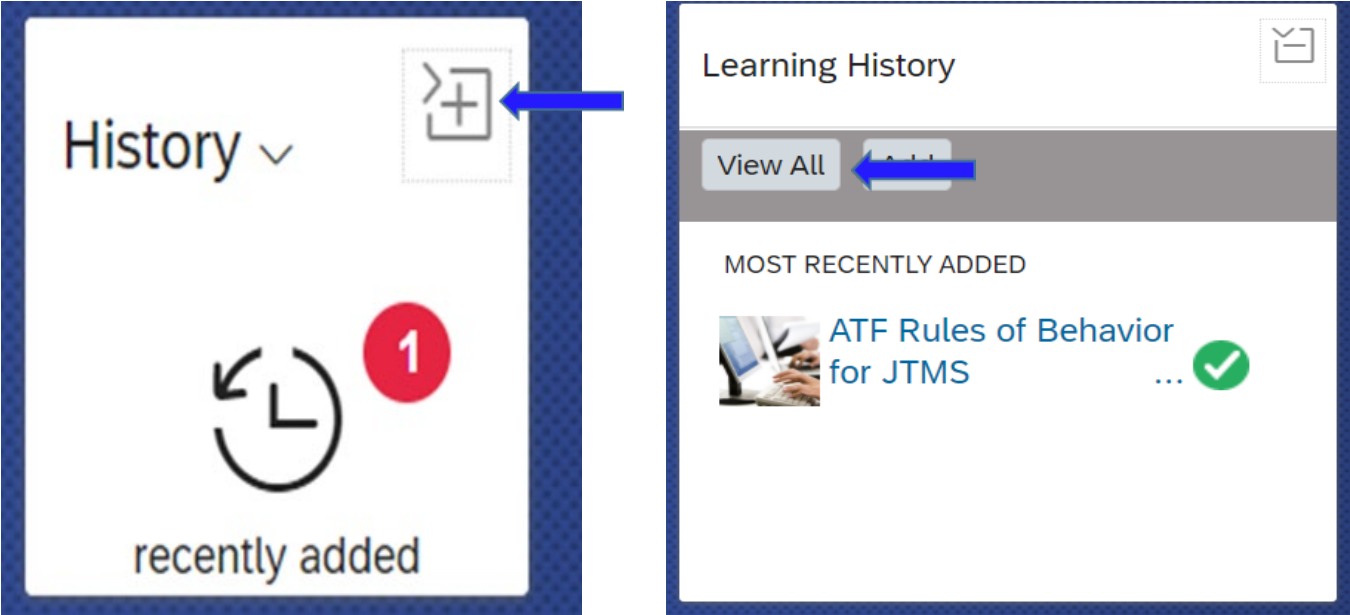 History
1
recently added
Learning History
View All
MOST RECENTLY ADDED
ATF Rules of Behavior
for JTMS ...